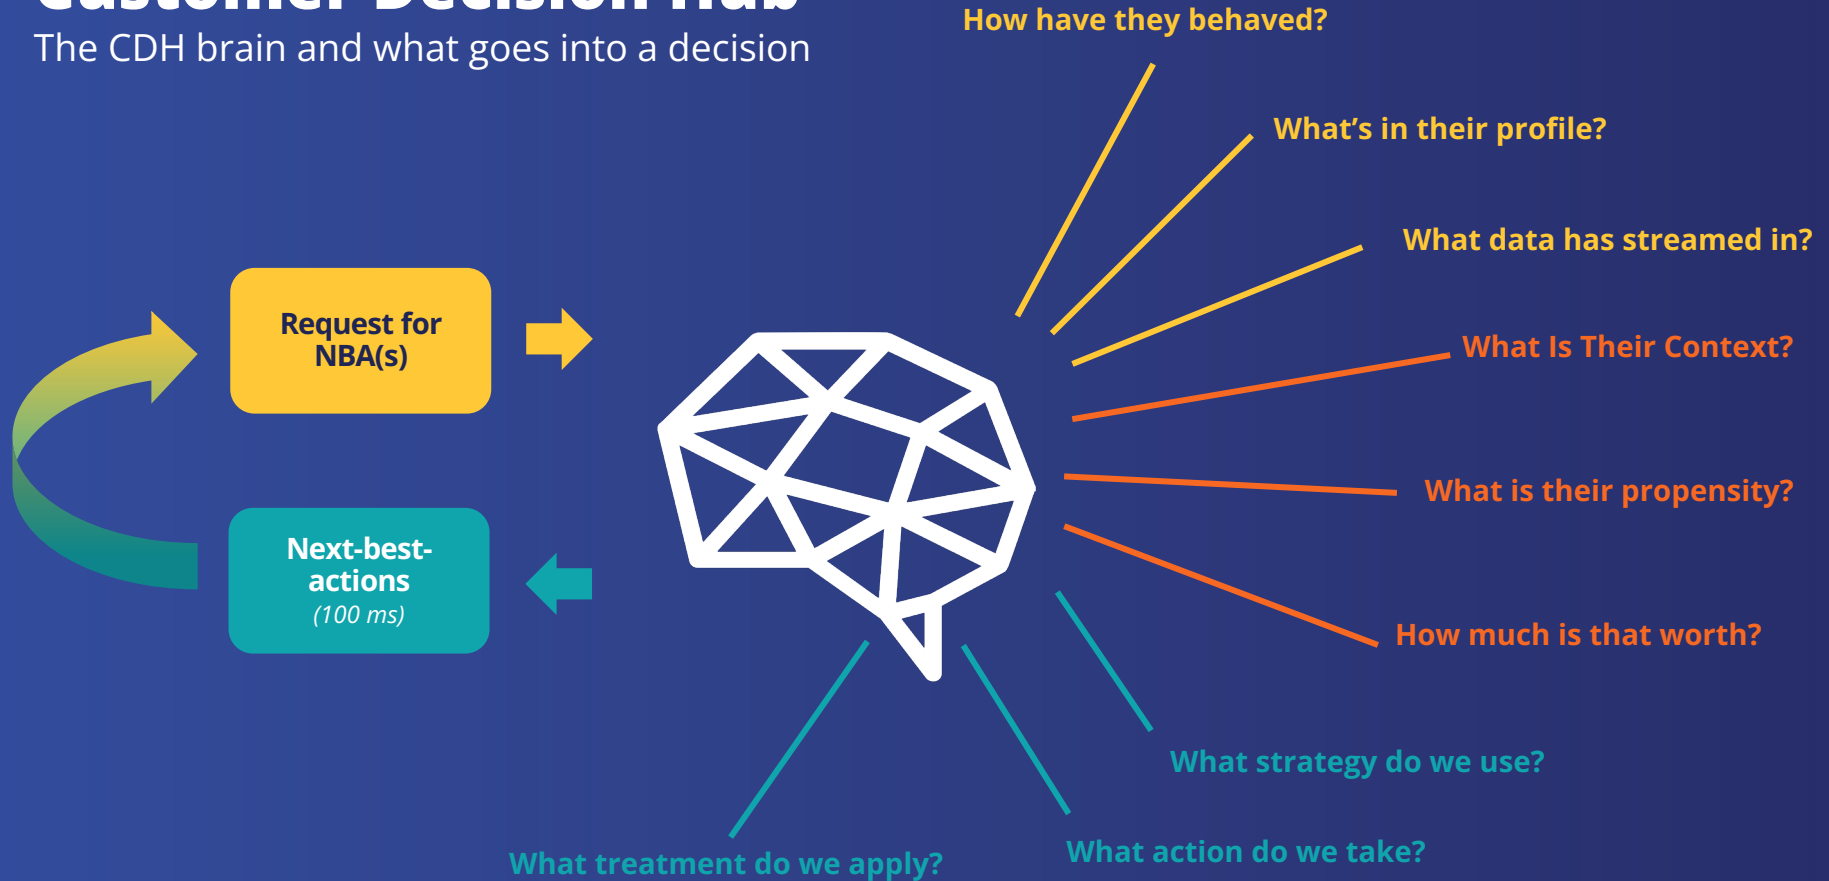 Customer Decision Hub
The CDH brain and what goes into a decision
How have they behaved?
What’s in their profile?
What data has streamed in?
What Is Their Context?
What is their propensity?
How much is that worth?
What strategy do we use?
What action do we take?
What treatment do we apply?
Request for
NBA(s)
Next-best-
actions
(100 ms)